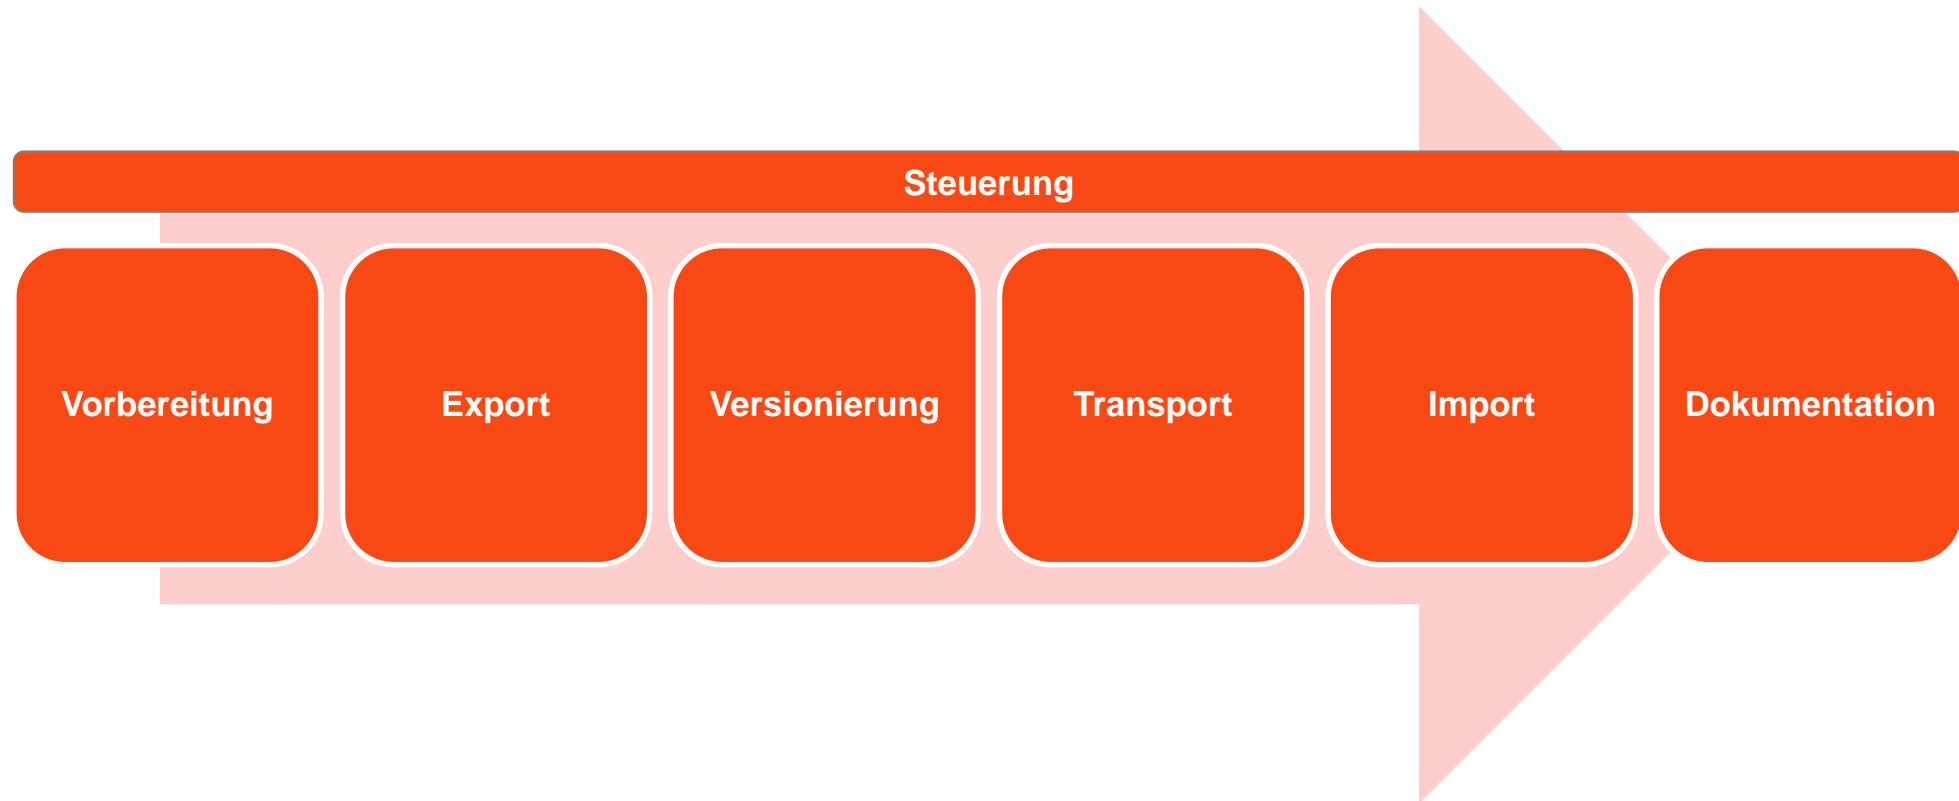 Steuerung
Vorbereitung
Export
Versionierung
Transport
Import
Dokumentation